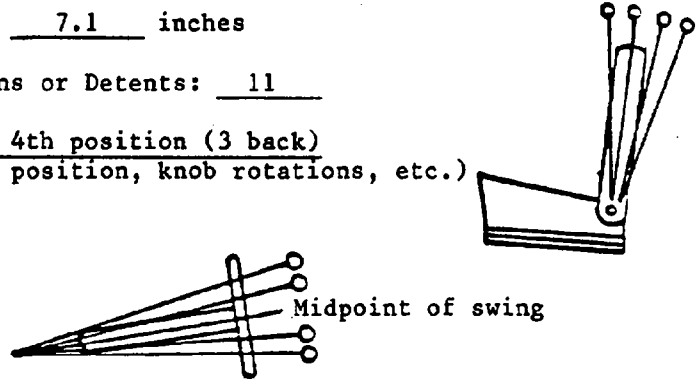 7.1 inches
ns or Detents: 11
4th position (3 back)
position, knob rotations, etc.)
Midpoint of swing